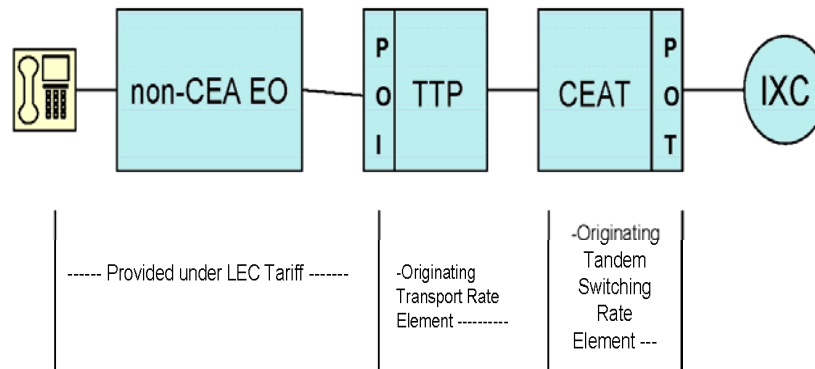 non-CEA EO
P
O
I
TTP
CEAT
P
O
T
IXC
------ Provided under LEC Tariff -------
-Originating
Transport Rate
Element ----------
-Originating
Tandem
Switching
Rate
Element ---